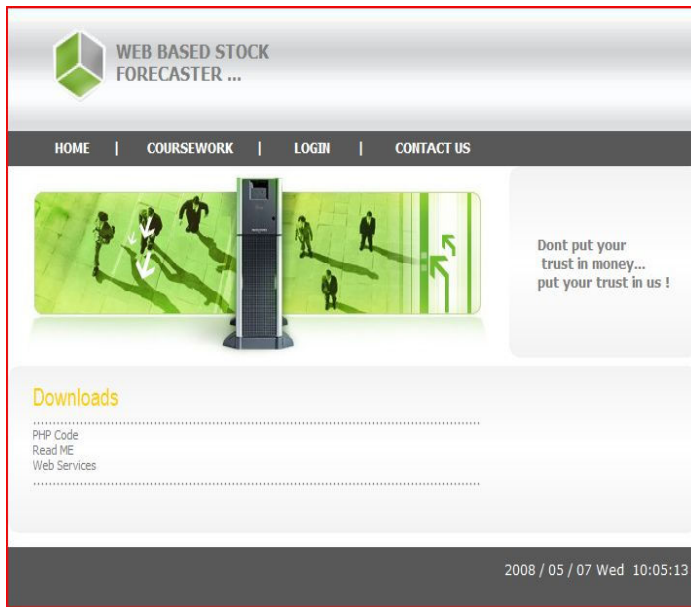 WEB BASED STOCK
FORECASTER ...
HOME | COURSEWORK | LOGIN | CONTACT US
Dont put your
trust in money...
put your trust in us !
Downloads
PHP Code
Read ME
Web Services
2008 / 05 / 07 Wed 10:05:13